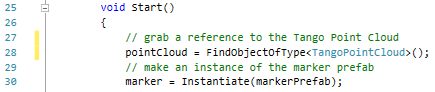 25 void Start()
26 {
27 // grab a reference to the Tango Point Cloud
28 pointCloud = FindObjectOfType<TangoPointCloud>();
29 // make an instance of the marker prefab
30 marker = Instantiate(markerPrefab);